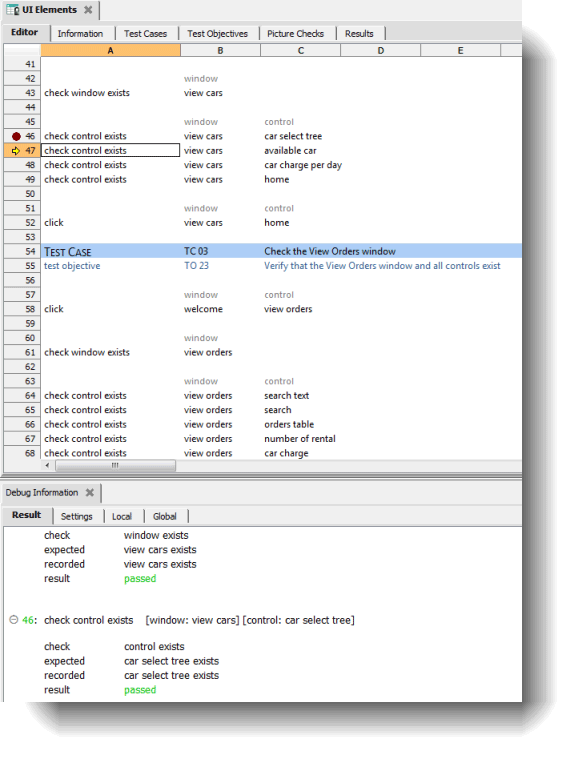 UI Elements
Editor Information Test Cases Test Objectives Picture Checks Results
A B C D E
41
42 window
43 check window exists view cars
44
45 window control
46 check control exists view cars car select tree
47 check control exists view cars available car
48 check control exists view cars car charge per day
49 check control exists view cars home
50
51 window control
52 click view cars home
53
54 TEST CASE TC 03 Check the View Orders window
55 test objective TO 23 Verify that the View Orders window and all controls exist
56
57 window control
58 click welcome view orders
59
60 window
61 check window exists view orders
62
63 window control
64 check control exists view orders search text
65 check control exists view orders search
66 check control exists view orders orders table
67 check control exists view orders number of rental
68 check control exists view orders car charge
Debug Information
Result Settings Local Global
check window exists
expected view cars exists
recorded view cars exists
result passed
46: check control exists [window: view cars] [control: car select tree]
check control exists
expected car select tree exists
recorded car select tree exists
result passed